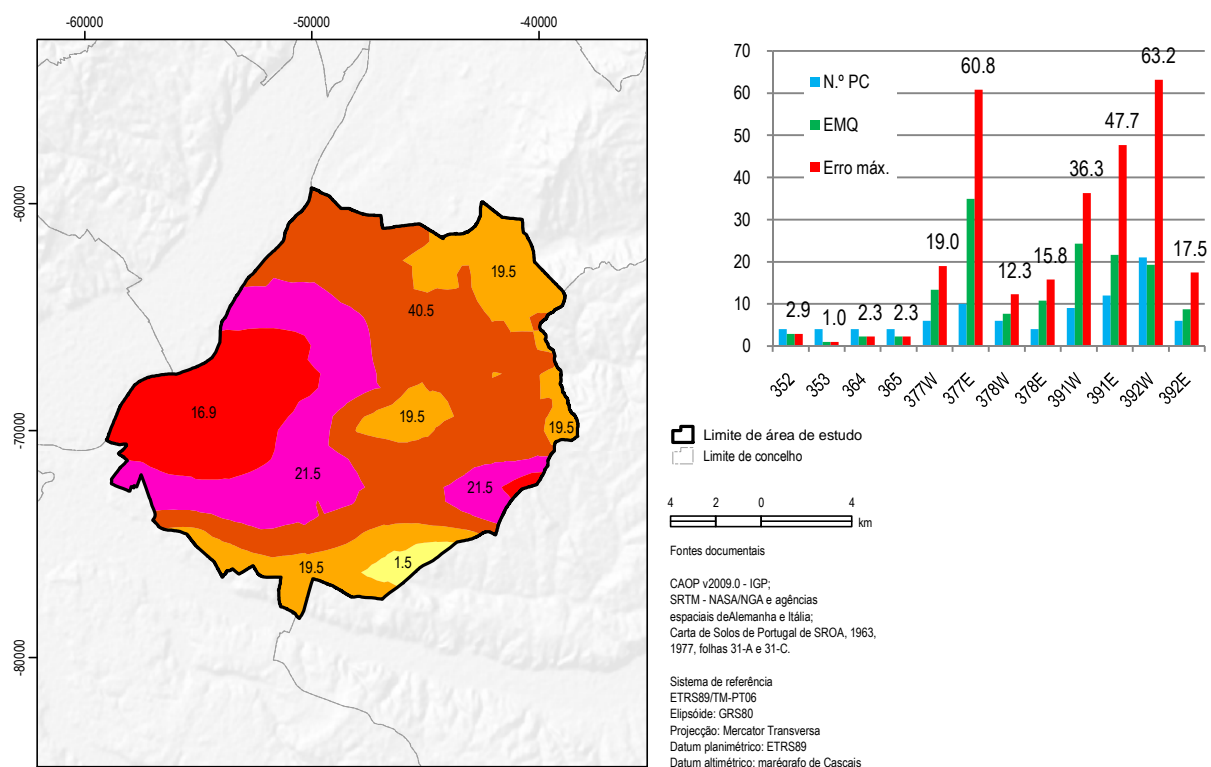 -60000
-50000
-40000
-60000
-70000
-80000
19.5
40.5
16.9
19.5
19.5
21.5
21.5
19.5
1.5
70
60
50
40
30
20
10
0
N.º PC
EMQ
Erro máx.
2.9
1.0
2.3
2.3
19.0
60.8
12.3
15.8
36.3
47.7
63.2
17.5
352
353
364
365
377W
377E
378W
378E
391W
391E
392W
392E
Limite de área de estudo
Limite de concelho
4 2 0 4
km
Fontes documentais
CAOP v2009.0 - IGP;
SRTM - NASA/NGA e agências
espaciais deAlemanha e Itália;
Carta de Solos de Portugal de SROA, 1963,
1977, folhas 31-A e 31-C.
Sistema de referência
ETRS89/TM-PT06
Elipsóide: GRS80
Projecção: Mercator Transversa
Datum planimétrico: ETRS89
Datum altimétrico: marégrafo de Cascais